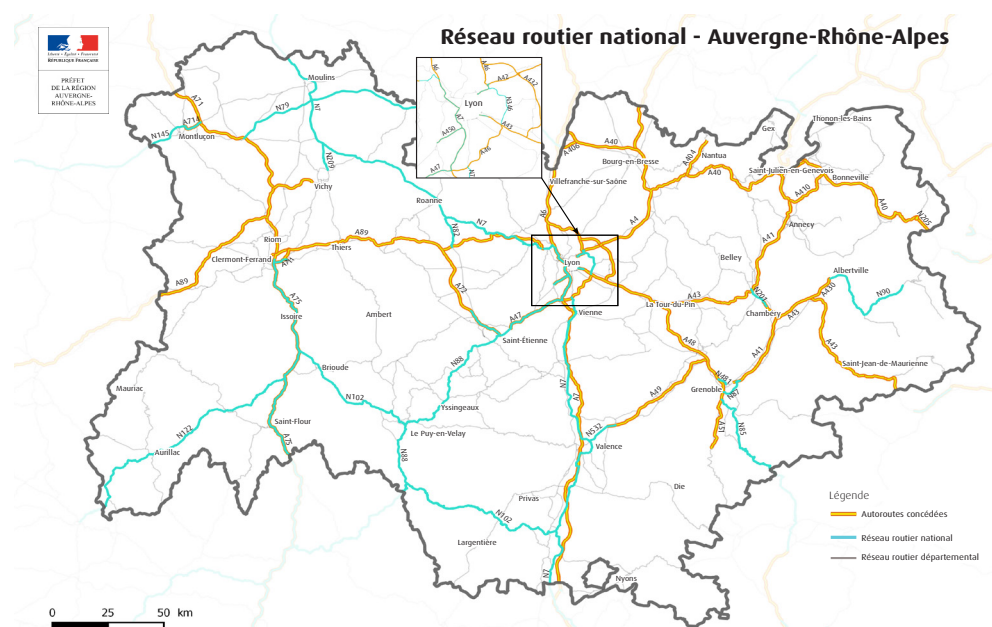 Réseau routier national - Auvergne-Rhône-Alpes
Liberté • Égalité • Fraternité
RÉPUBLIQUE FRANÇAISE
PRÉFET
DE LA RÉGION
AUVERGNE-
RHÔNE-ALPES
A6
A46
A42
A432
Lyon
N346
A7
A450
A43
A46
A47
N7
Moulins
A71
N79
N7
A714
N145
Montluçon
N209
Vichy
Thonon-les-Bains
Gex
A406
A40
Bourg-en-Bresse
A404
Nantua
A40
Saint-Julien-en-Genevois
Bonneville
Villefranche-sur-Saône
A410
A40
N205
Roanne
A6
N7
N82
A4
Annecy
Riom
A89
Thiers
A41
Clermont-Ferrand
A71
Lyon
Belley
Albertville
A89
A75
A72
A43
N201
A430
N90
Issoire
Ambert
A47
Vienne
La Tour-du-Pin
Chambéry
A43
Saint-Étienne
A48
A41
A43
N88
Saint-Jean-de-Maurienne
Brioude
N7
A7
N481
Mauriac
N102
A49
Grenoble
N87
Yssingeaux
Saint-Flour
Le Puy-en-Velay
N532
A51
N85
N122
A75
Aurillac
N88
Valence
Die
Privas
Légende
Autoroutes concédées
N102
Réseau routier national
Largentière
Réseau routier départemental
N7
Nyons
0 25 50 km